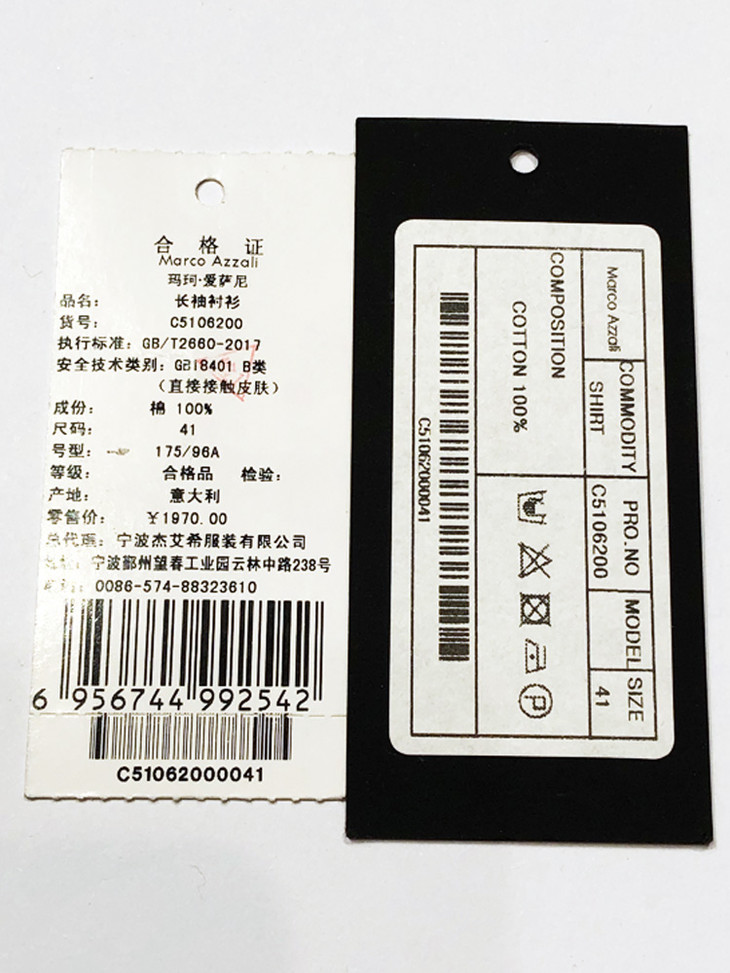 合格证
Marco Azzali
玛珂·爱萨尼
品名： 长袖衬衫
货号： C5106200
执行标准：GB/T2660-2017
安全技术类别：GB18401 B类
（直接接触皮肤）
成份： 棉 100%
尺码： 41
号型： 175/96A
等级： 合格品 检验：
产地： 意大利
零售价： ￥1970.00
总代理：宁波杰艾希服装有限公司
宁波鄞州望春工业园云林中路238号
0086-574-88323610
6 956744 992542
C51062000041
Marco Azzali
COMMODITY
SHIRT
PRO.NO
C5106200
MODEL
SIZE
41
COMPOSITION
COTTON 100%
C51062000041
P